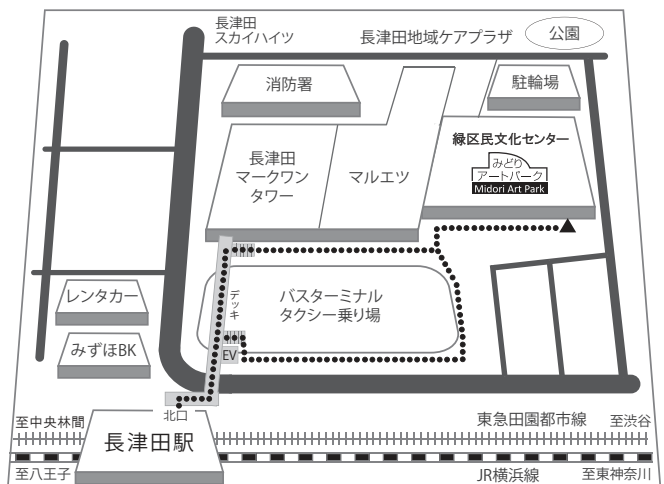 長津田
スカイハイツ
長津田地域ケアプラザ
公園
消防署
駐輪場
緑区民文化センター
みどり
アートパーク
Midori Art Park
長津田
マークワン
タワー
マルエツ
レンタカー
みずほBK
デッキ
バスターミナル
タクシー乗り場
EV
北口
至中央林間
東急田園都市線
至渋谷
長津田駅
至八王子
JR横浜線
至東神奈川